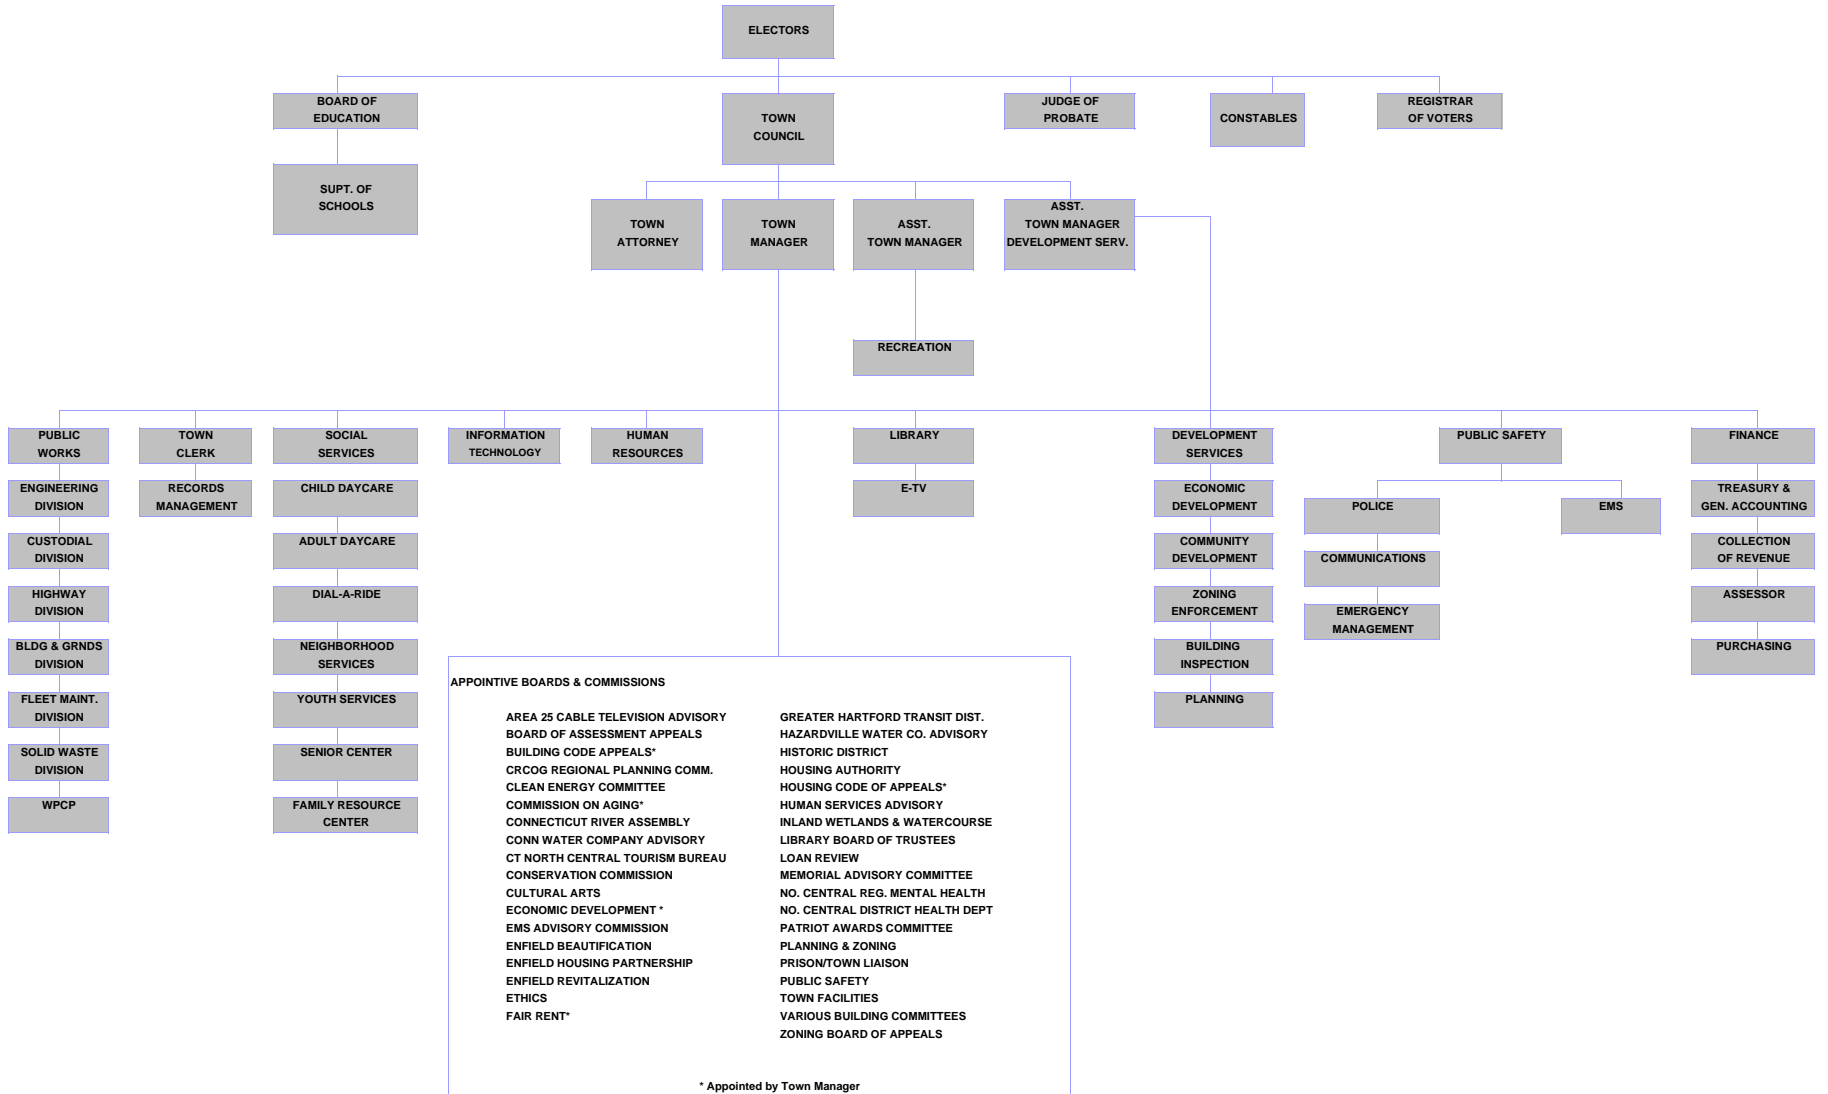 ELECTORS
BOARD OF
EDUCATION
TOWN
COUNCIL
JUDGE OF
PROBATE
CONSTABLES
REGISTRAR
OF VOTERS
SUPT. OF
SCHOOLS
TOWN
ATTORNEY
TOWN
MANAGER
ASST.
TOWN MANAGER
ASST.
TOWN MANAGER
DEVELOPMENT SERV.
RECREATION
PUBLIC
WORKS
TOWN
CLERK
SOCIAL
SERVICES
INFORMATION
TECHNOLOGY
HUMAN
RESOURCES
LIBRARY
DEVELOPMENT
SERVICES
PUBLIC SAFETY
FINANCE
ENGINEERING
DIVISION
CUSTODIAL
DIVISION
HIGHWAY
DIVISION
BLDG & GRNDS
DIVISION
FLEET MAINT.
DIVISION
SOLID WASTE
DIVISION
WPCP
RECORDS
MANAGEMENT
CHILD DAYCARE
ADULT DAYCARE
DIAL-A-RIDE
NEIGHBORHOOD
SERVICES
YOUTH SERVICES
SENIOR CENTER
FAMILY RESOURCE
CENTER
E-TV
ECONOMIC
DEVELOPMENT
COMMUNITY
DEVELOPMENT
ZONING
ENFORCEMENT
BUILDING
INSPECTION
PLANNING
POLICE
COMMUNICATIONS
EMERGENCY
MANAGEMENT
EMS
TREASURY &
GEN. ACCOUNTING
COLLECTION
OF REVENUE
ASSESSOR
PURCHASING
APPOINTIVE BOARDS & COMMISSIONS
AREA 25 CABLE TELEVISION ADVISORY
BOARD OF ASSESSMENT APPEALS
BUILDING CODE APPEALS*
CRCOG REGIONAL PLANNING COMM.
CLEAN ENERGY COMMITTEE
COMMISSION ON AGING*
CONNECTICUT RIVER ASSEMBLY
CONN WATER COMPANY ADVISORY
CT NORTH CENTRAL TOURISM BUREAU
CONSERVATION COMMISSION
CULTURAL ARTS
ECONOMIC DEVELOPMENT *
EMS ADVISORY COMMISSION
ENFIELD BEAUTIFICATION
ENFIELD HOUSING PARTNERSHIP
ENFIELD REVITALIZATION
ETHICS
FAIR RENT*
GREATER HARTFORD TRANSIT DIST.
HAZARDVILLE WATER CO. ADVISORY
HISTORIC DISTRICT
HOUSING AUTHORITY
HOUSING CODE OF APPEALS*
HUMAN SERVICES ADVISORY
INLAND WETLANDS & WATERCOURSE
LIBRARY BOARD OF TRUSTEES
LOAN REVIEW
MEMORIAL ADVISORY COMMITTEE
NO. CENTRAL REG. MENTAL HEALTH
NO. CENTRAL DISTRICT HEALTH DEPT
PATRIOT AWARDS COMMITTEE
PLANNING & ZONING
PRISON/TOWN LIAISON
PUBLIC SAFETY
TOWN FACILITIES
VARIOUS BUILDING COMMITTEES
ZONING BOARD OF APPEALS
* Appointed by Town Manager